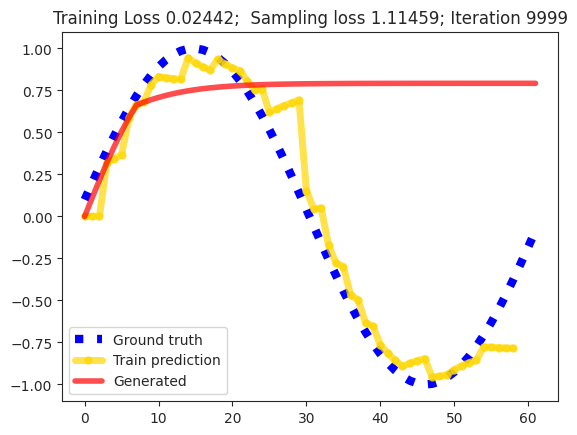 Training Loss 0.02442;  Sampling loss 1.11459; Iteration 9999
1.00
0.75
0.50
0.25
0.00
−0.25
−0.50
−0.75
−1.00
Ground truth
Train prediction
Generated
0 10 20 30 40 50 60